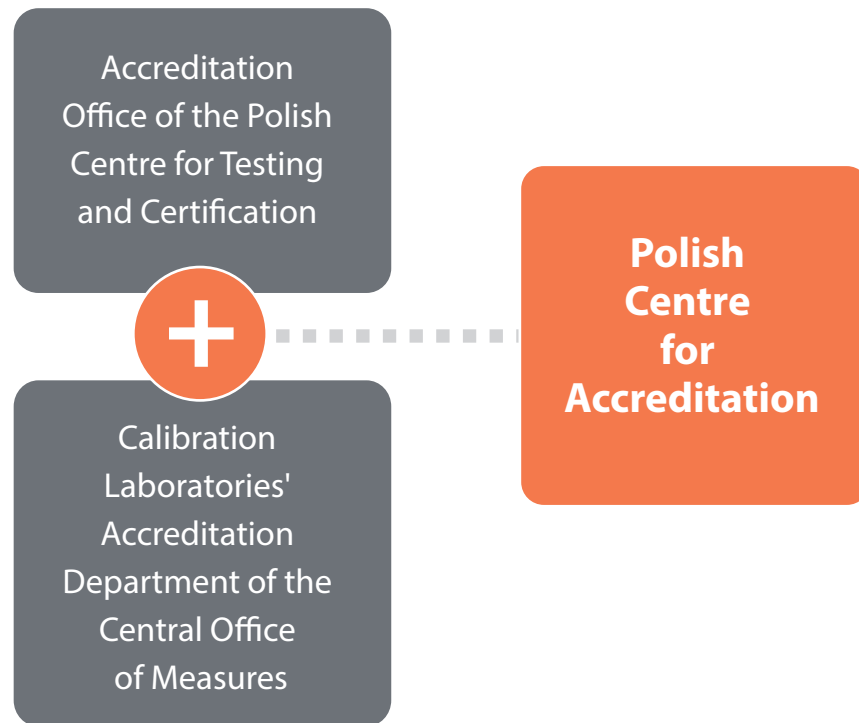 Accreditation
Office of the Polish
Centre for Testing
and Certification
+
Calibration
Laboratories'
Accreditation
Department of the
Central Office
of Measures
Polish
Centre
for
Accreditation